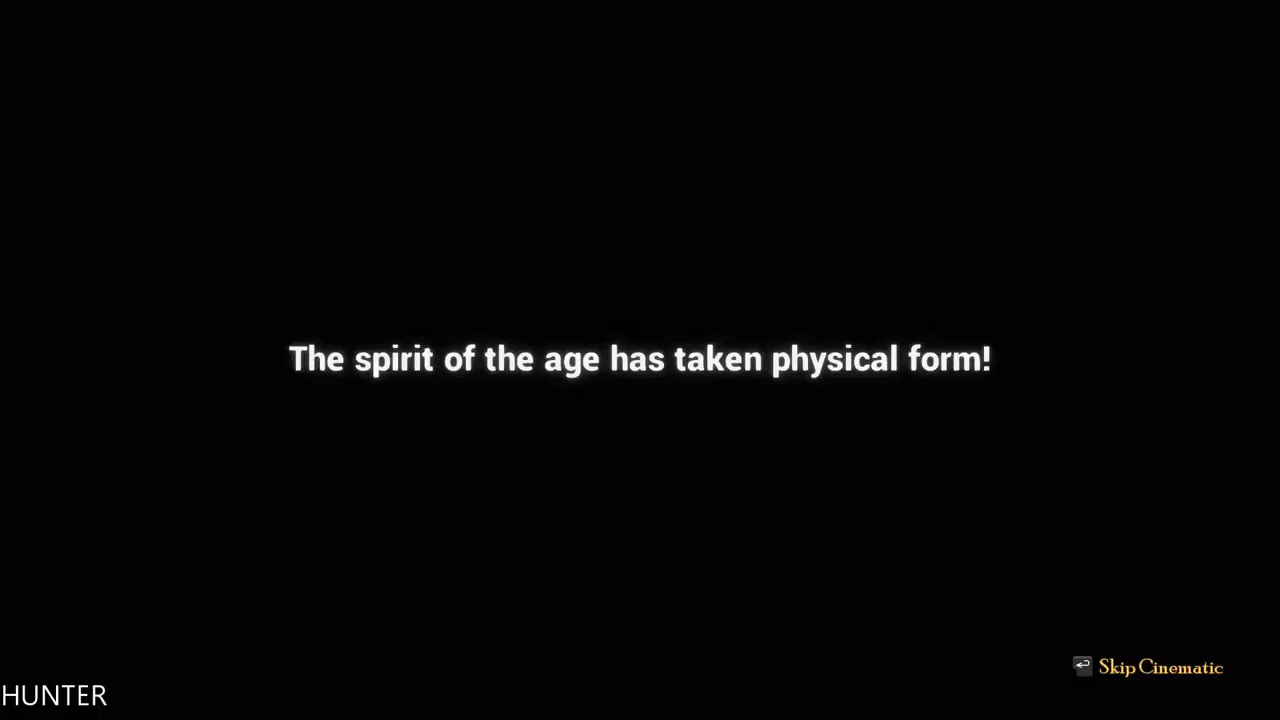 The spirit of the age has taken physical form!
Skip Cinematic
HUNTER